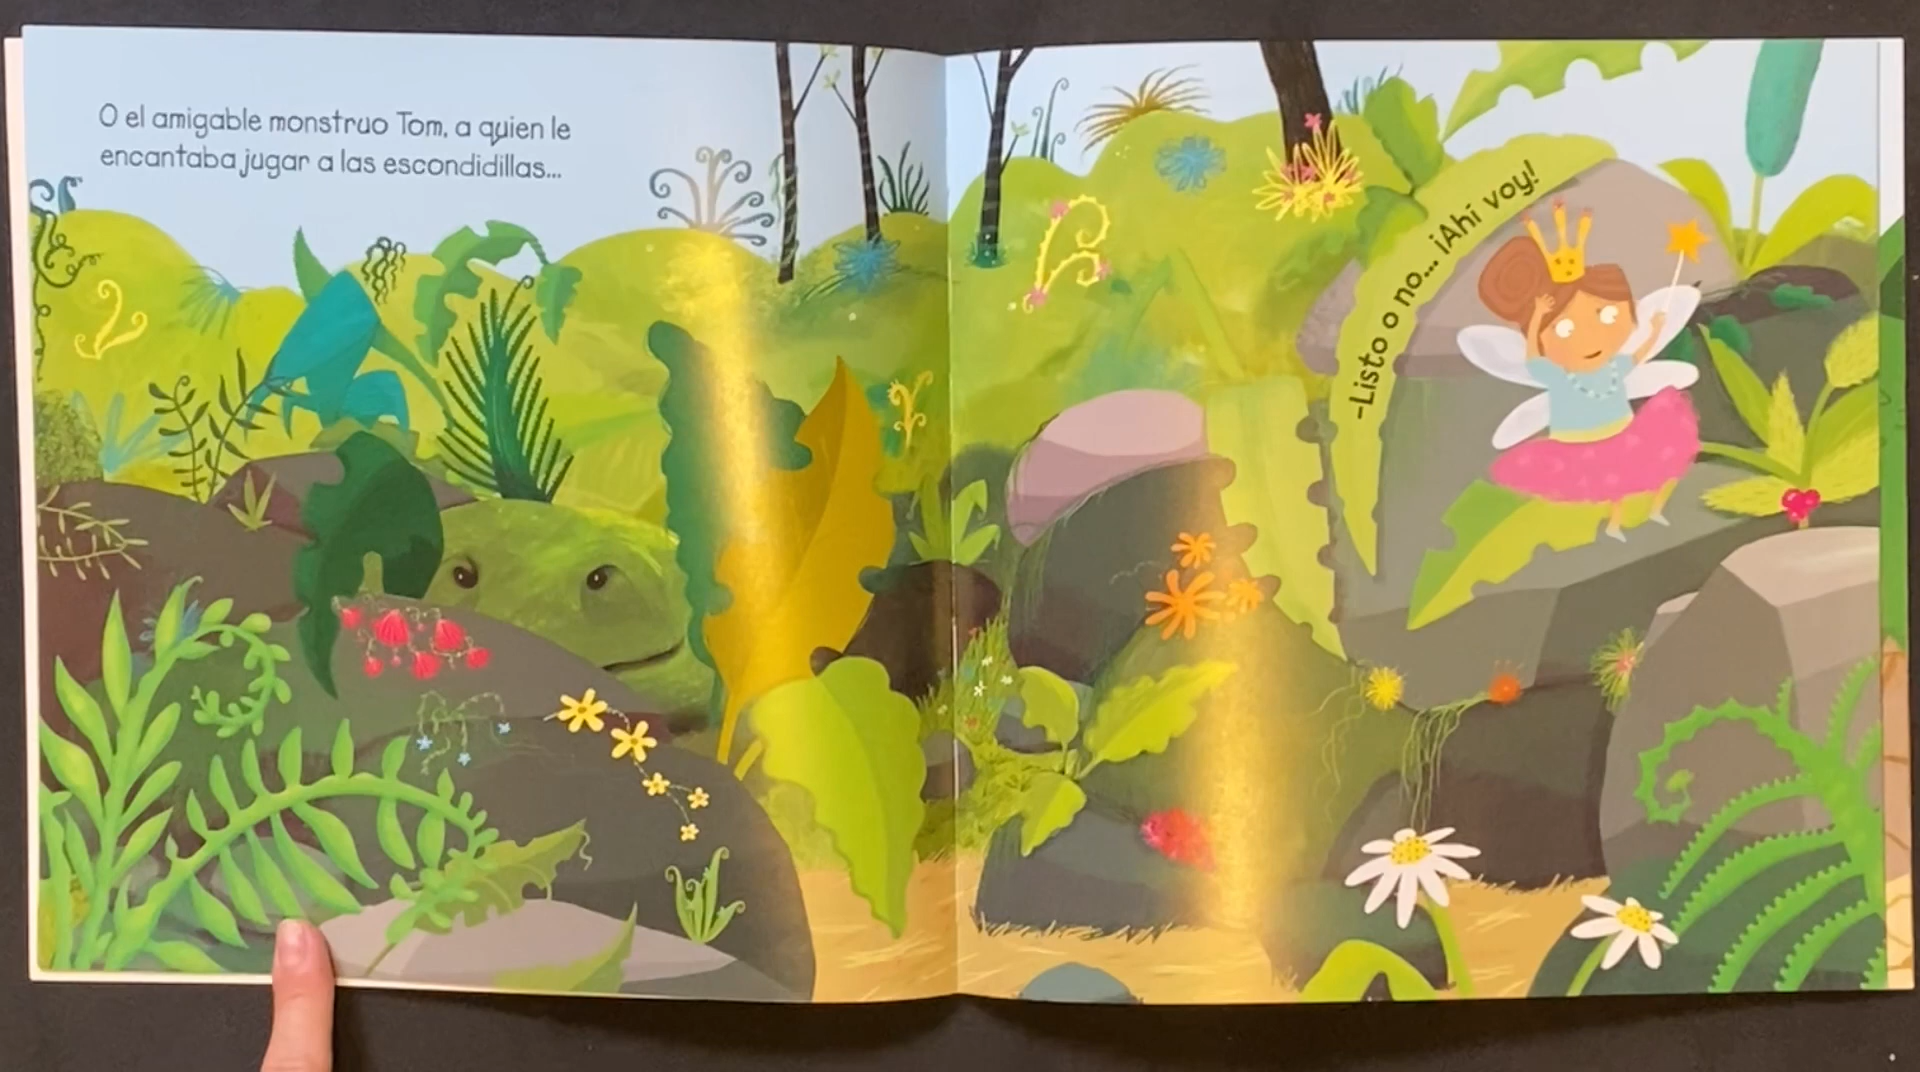 O el amigable monstruo Tom, a quien le
encantaba jugar a las escondidillas...
-Listo o no... ¡Ahí voy!